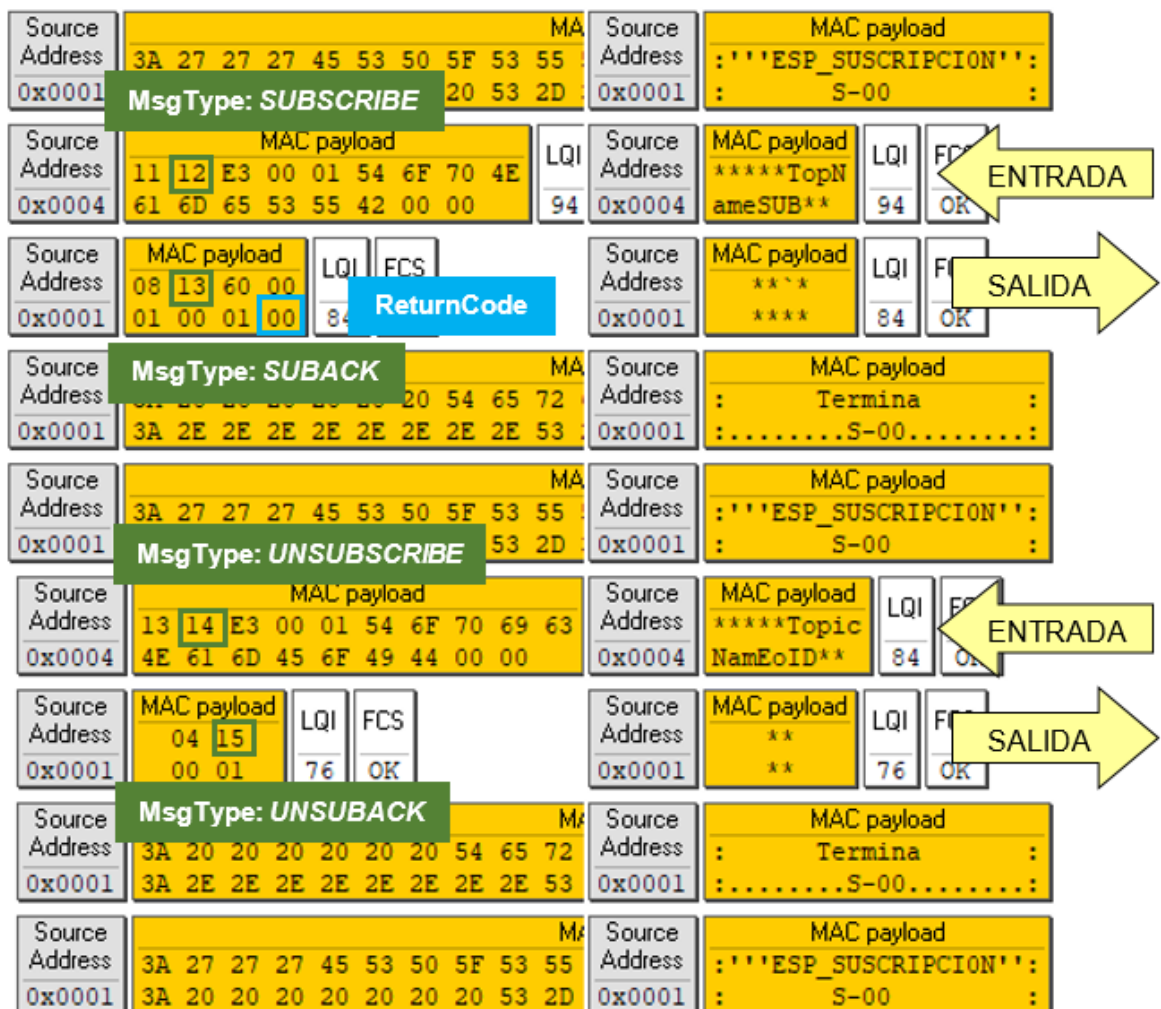 Source Address 0x0001
MA
3A 27 27 27 45 53 50 5F 53 55
20 53 2D
Source Address 0x0001
MAC payload
:'''ESP_SUSCRIPCION'':
: S-00 :
MsgType: SUBSCRIBE
Source Address 0x0004
MAC payload
11 12 E3 00 01 54 6F 70 4E
61 6D 65 53 55 42 00 00
LQI
94
Source Address 0x0004
MAC payload
*****TopN
ameSUB**
LQI
94
FCS
OK
ENTRADA
Source Address 0x0001
MAC payload
08 13 60 00
01 00 01 00
LQI
84
FCS
ReturnCode
Source Address 0x0001
MAC payload
**`*
****
LQI
84
OK
SALIDA
MsgType: SUBACK
Source Address 0x0001
MA
20 54 65 72
3A 2E 2E 2E 2E 2E 2E 2E 2E 53
Source Address 0x0001
MAC payload
: Termina :
:........S-00........:
Source Address 0x0001
MA
3A 27 27 27 45 53 50 5F 53 55
53 2D
Source Address 0x0001
MAC payload
:'''ESP_SUSCRIPCION'':
: S-00 :
MsgType: UNSUBSCRIBE
Source Address 0x0004
MAC payload
13 14 E3 00 01 54 6F 70 69 63
4E 61 6D 45 6F 49 44 00 00
Source Address 0x0004
MAC payload
*****Topic
NamEoID**
LQI
84
ENTRADA
Source Address 0x0001
MAC payload
04 15
00 01
LQI
76
FCS
OK
Source Address 0x0001
MAC payload
**
**
LQI
76
OK
SALIDA
MsgType: UNSUBACK
Source Address 0x0001
MA
3A 20 20 20 20 20 20 54 65 72
3A 2E 2E 2E 2E 2E 2E 2E 2E 53
Source Address 0x0001
MAC payload
: Termina :
:........S-00........:
Source Address 0x0001
MA
3A 27 27 27 45 53 50 5F 53 55
3A 20 20 20 20 20 20 20 53 2D
Source Address 0x0001
MAC payload
:'''ESP_SUSCRIPCION'':
: S-00 :